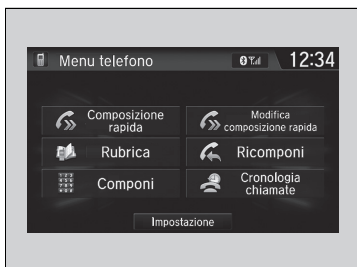 Menu telefono
12:34
Composizione
rapida
Modifica
composizione rapida
Rubrica
Ricomponi
Componi
Cronologia
chiamate
Impostazione